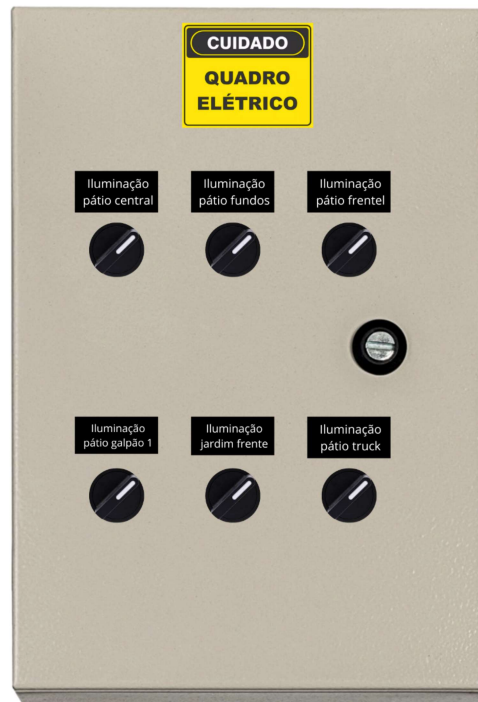 CUIDADO
QUADRO
ELÉTRICO
Iluminação
pátio central
Iluminação
pátio fundos
Iluminação
pátio frentel
Iluminação
pátio galpão 1
Iluminação
jardim frente
Iluminação
pátio truck